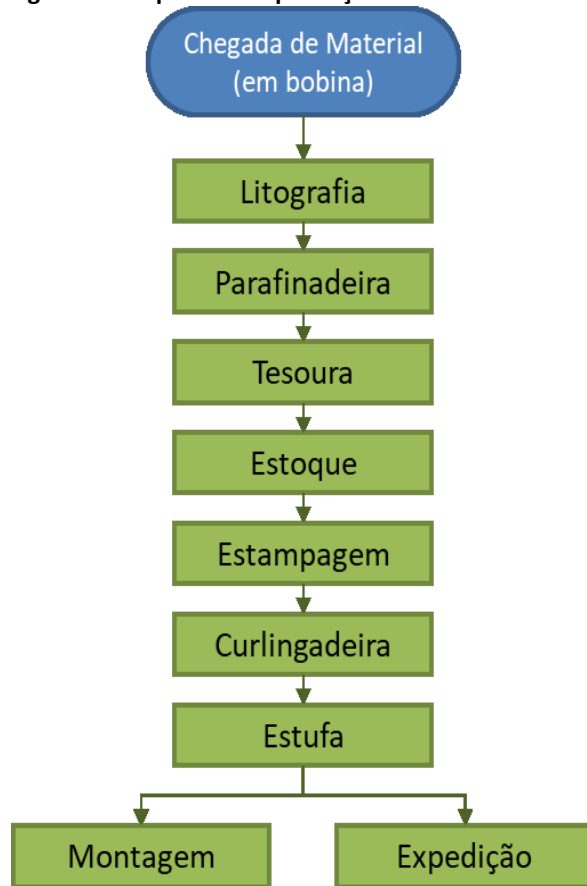 Chegada de Material
(em bobina)
Litografia
Parafinadeira
Tesoura
Estoque
Estampagem
Curlingadeira
Estufa
Montagem
Expedição